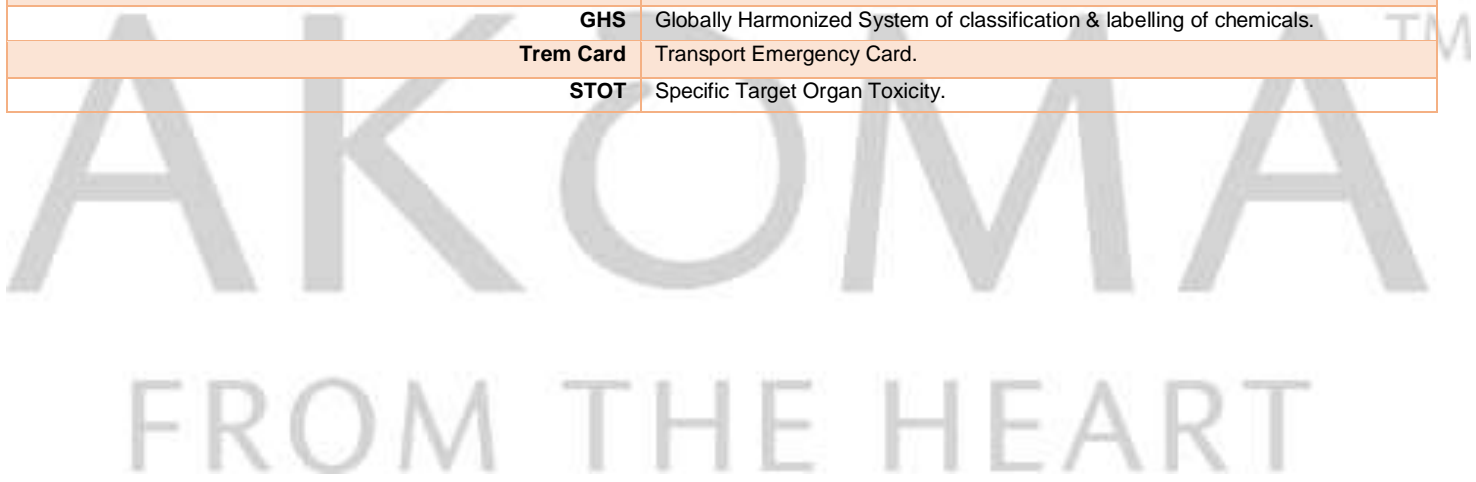 GHS Globally Harmonized System of classification & labelling of chemicals.
Trem Card Transport Emergency Card.
STOT Specific Target Organ Toxicity.
AKOMA TM
FROM THE HEART